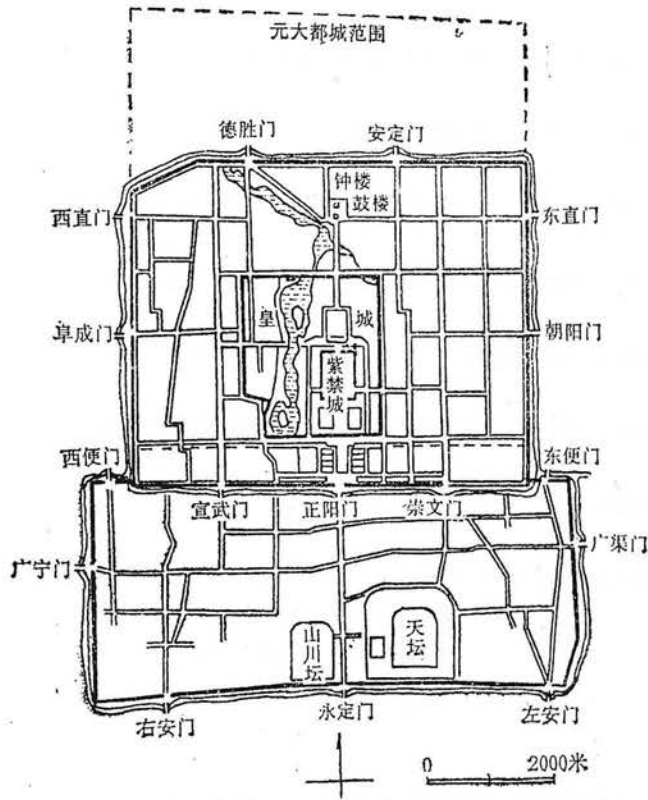 元大都城范围
德胜门
安定门
钟楼
鼓楼
西直门
东直门
皇 城
阜成门
朝阳门
紫禁城
西便门
东便门
宣武门
正阳门
崇文门
广渠门
广宁门
山川坛
天坛
右安门
永定门
左安门
0 2000米